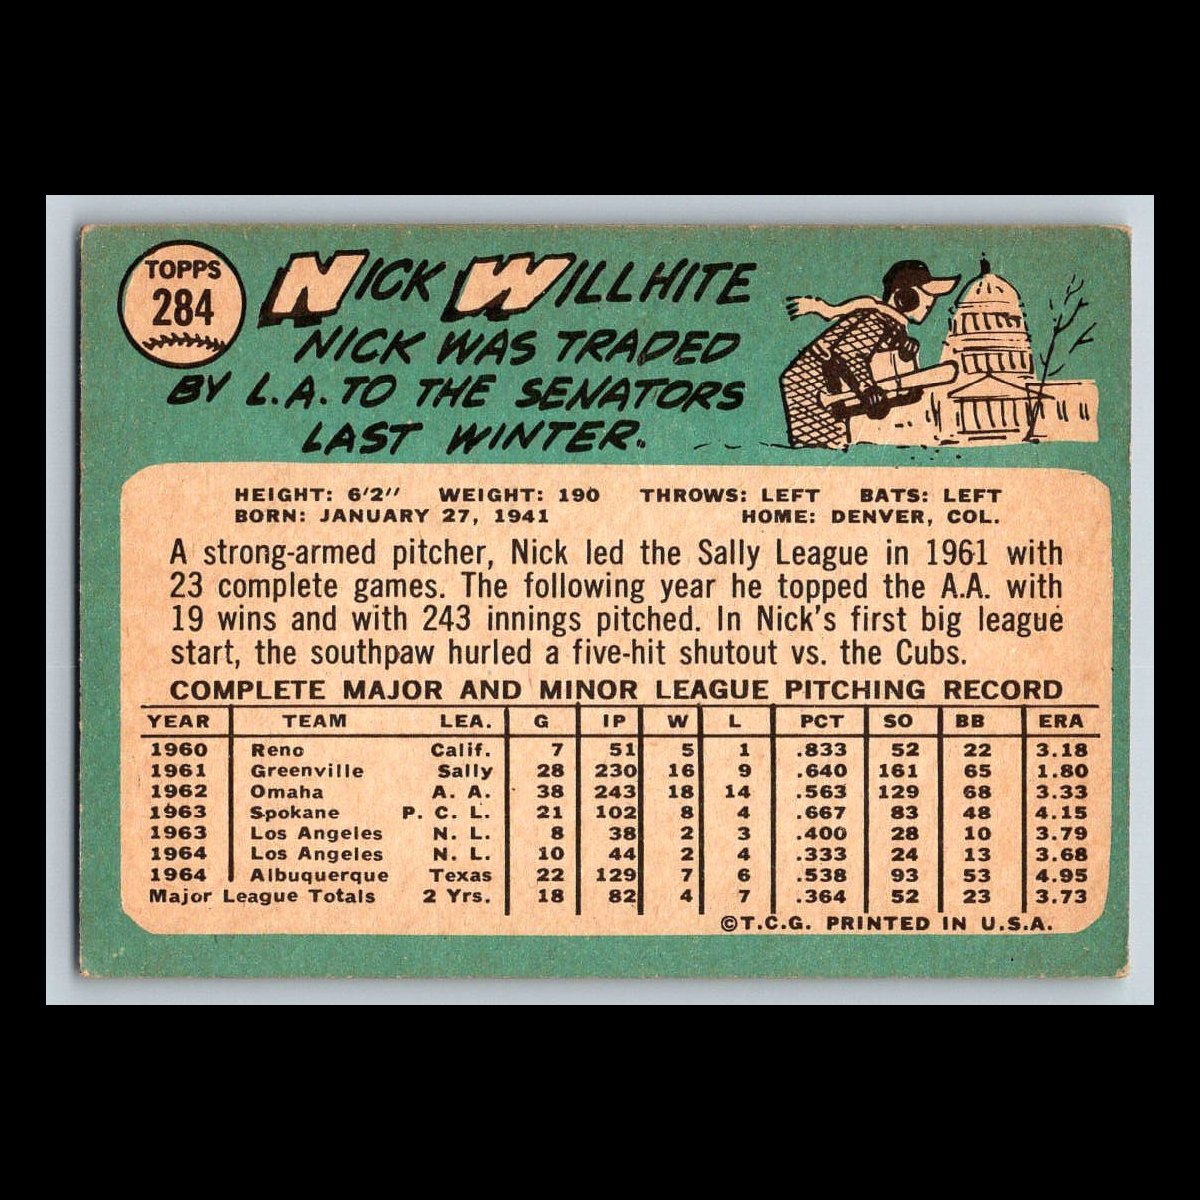 TOPPS
284
NICK WILLHITE
NICK WAS TRADED
BY L.A. TO THE SENATORS
LAST WINTER.
HEIGHT: 6'2" WEIGHT: 190 THROWS: LEFT BATS: LEFT
BORN: JANUARY 27, 1941 HOME: DENVER, COL.
A strong-armed pitcher, Nick led the Sally League in 1961 with
23 complete games. The following year he topped the A.A. with
19 wins and with 243 innings pitched. In Nick's first big league
start, the southpaw hurled a five-hit shutout vs. the Cubs.
COMPLETE MAJOR AND MINOR LEAGUE PITCHING RECORD
YEAR TEAM LEA. G IP W L PCT SO BB ERA
1960 Reno Calif. 7 51 5 1 .833 52 22 3.18
1961 Greenville Sally 28 230 16 9 .640 161 65 1.80
1962 Omaha A. A. 38 243 18 14 .563 129 68 3.33
1963 Spokane P. C. L. 21 102 8 4 .667 83 48 4.15
1963 Los Angeles N. L. 8 38 2 3 .400 28 10 3.79
1964 Los Angeles N. L. 10 44 2 4 .333 24 13 3.68
1964 Albuquerque Texas 22 129 7 6 .538 93 53 4.95
Major League Totals 2 Yrs. 18 82 4 7 .364 52 23 3.73
©T.C.G. PRINTED IN U.S.A.